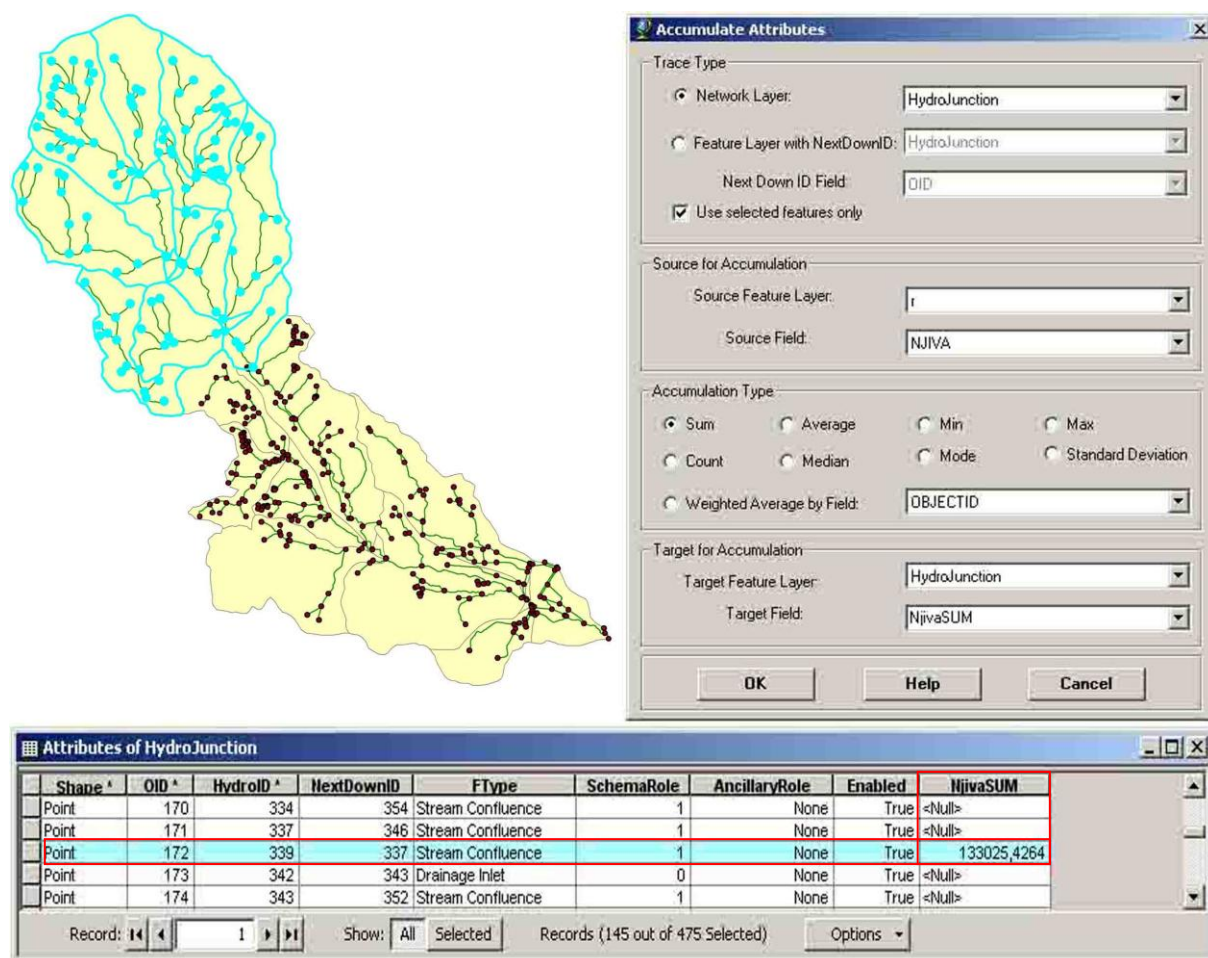 Accumulate Attributes
Trace Type
Network Layer: HydroJunction
Feature Layer with NextDownID: HydroJunction
Next Down ID Field: OID
Use selected features only
Source for Accumulation
Source Feature Layer: r
Source Field: NJIVA
Accumulation Type
Sum Average Min Max
Count Median Mode Standard Deviation
Weighted Average by Field: OBJECTID
Target for Accumulation
Target Feature Layer: HydroJunction
Target Field: NjivaSUM
OK Help Cancel
Attributes of HydroJunction
Shape * OID * HydroID * NextDownID FType SchemaRole AncillaryRole Enabled NjivaSUM
Point 170 334 354 Stream Confluence 1 None True <Null>
Point 171 337 346 Stream Confluence 1 None True <Null>
Point 172 339 337 Stream Confluence 1 None True 133025,4264
Point 173 342 343 Drainage Inlet 0 None True <Null>
Point 174 343 352 Stream Confluence 1 None True <Null>
Record: 1 Show: All Selected Records (145 out of 475 Selected) Options